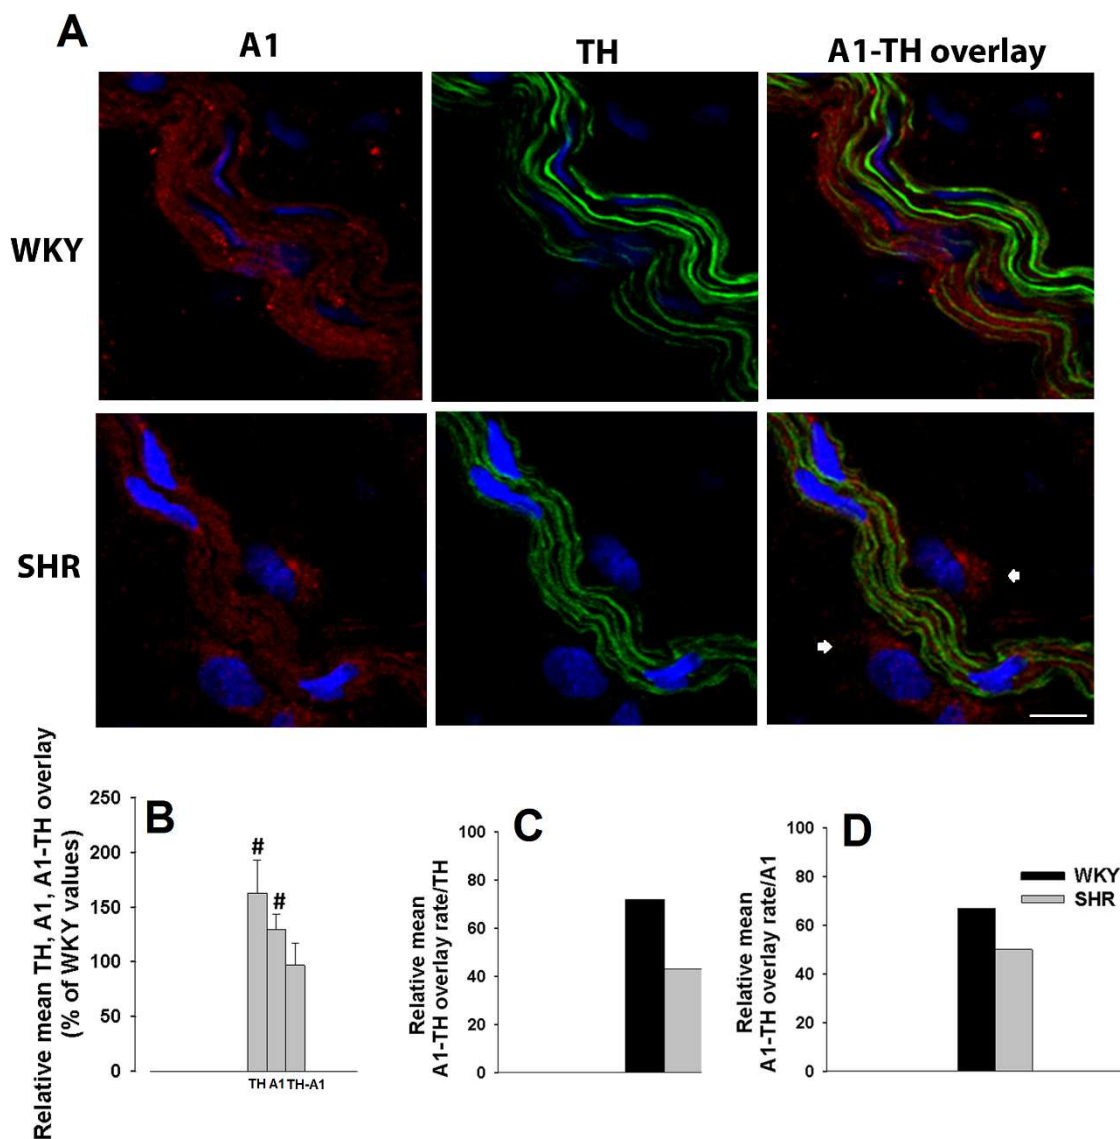 A
A1
TH
A1-TH overlay
WKY
SHR
Relative mean TH, A1, A1-TH overlay
(% of WKY values)
B
250
200
150
100
50
0
#
#
TH A1 TH-A1
Relative mean
A1-TH overlay rate/TH
C
100
80
60
40
20
0
Relative mean
A1-TH overlay rate/A1
D
100
80
60
40
20
0
WKY
SHR